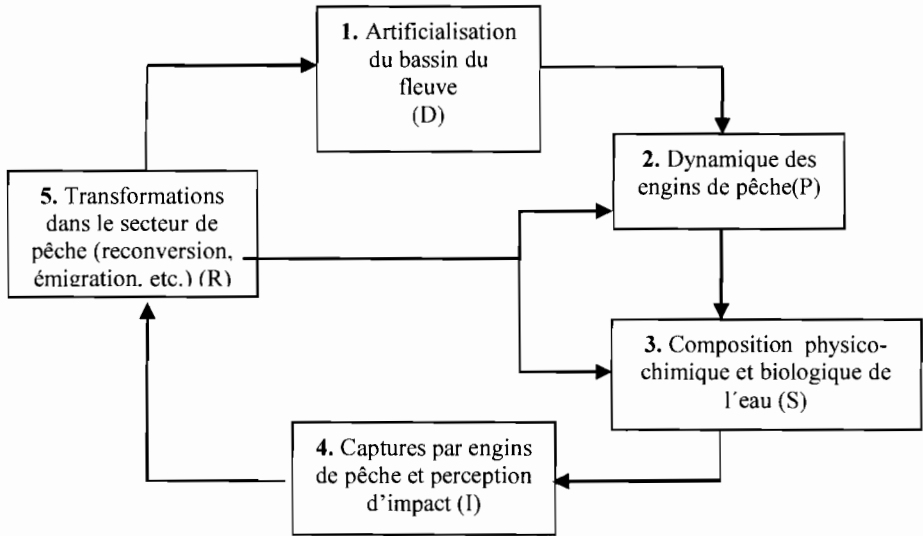 1. Artificialisation
du bassin du
fleuve
(D)
2. Dynamique des
engins de pêche(P)
3. Composition physico-
chimique et biologique de
l´eau (S)
4. Captures par engins
de pêche et perception
d’impact (I)
5. Transformations
dans le secteur de
pêche (reconversion,
émigration, etc.) (R)